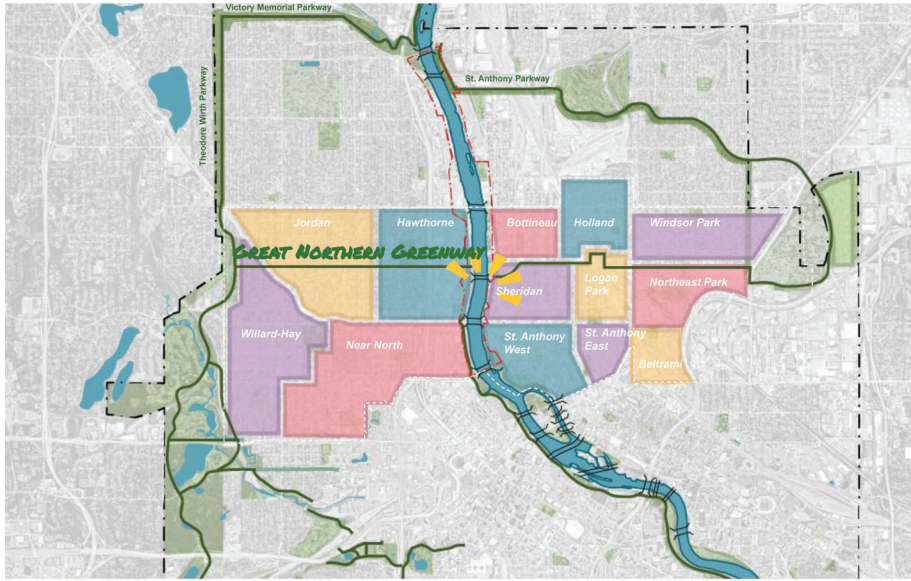 Victory Memorial Parkway
Theodore Wirth Parkway
St. Anthony Parkway
Jordan
Hawthorne
Bottineau
Holland
Windsor Park
Great Northern Greenway
Sheridan
Logan
Park
Northeast Park
Willard-Hay
Near North
St. Anthony
West
St. Anthony
East
Beltrami